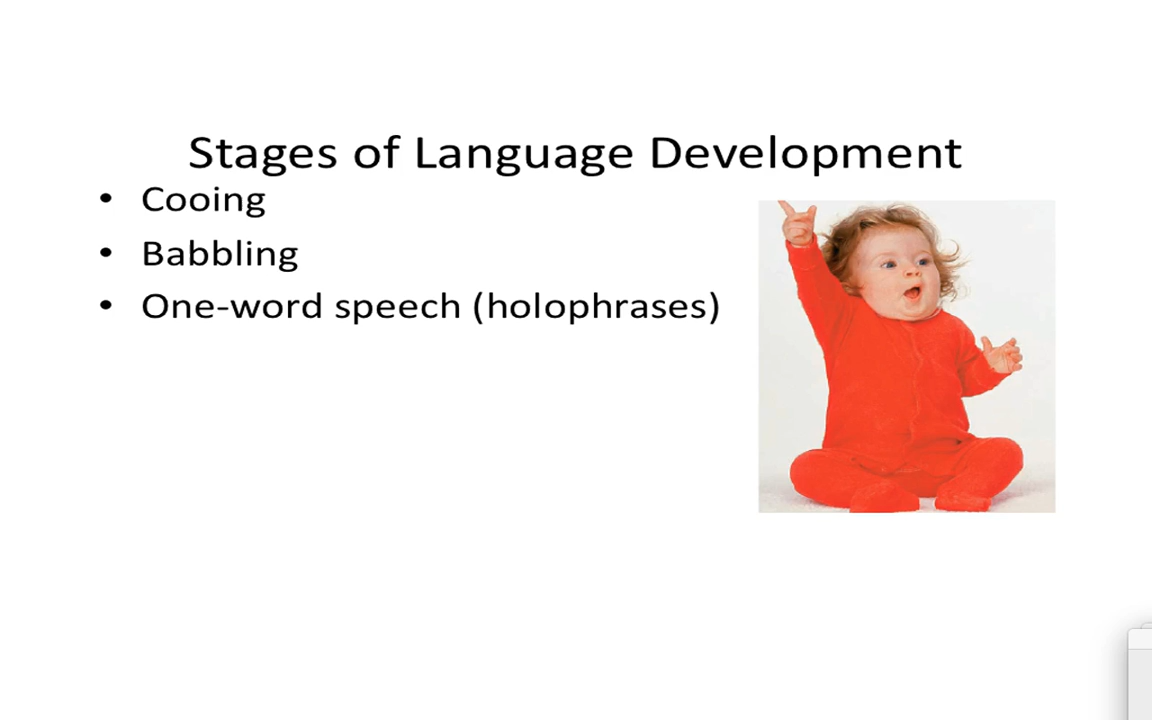 Stages of Language Development
• Cooing
• Babbling
• One-word speech (holophrases)